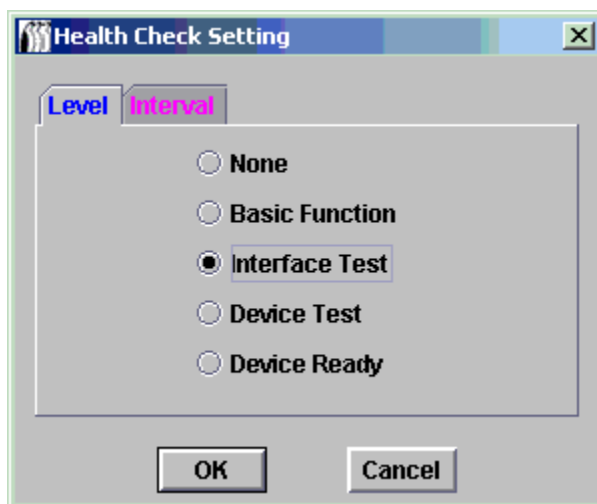 Health Check Setting
Level Interval
None
Basic Function
Interface Test
Device Test
Device Ready
OK Cancel